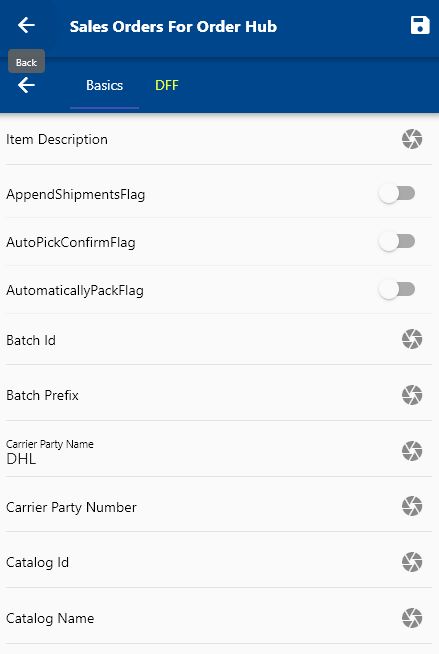 Sales Orders For Order Hub
Back
Basics
DFF
Item Description
AppendShipmentsFlag
AutoPickConfirmFlag
AutomaticallyPackFlag
Batch Id
Batch Prefix
Carrier Party Name
DHL
Carrier Party Number
Catalog Id
Catalog Name